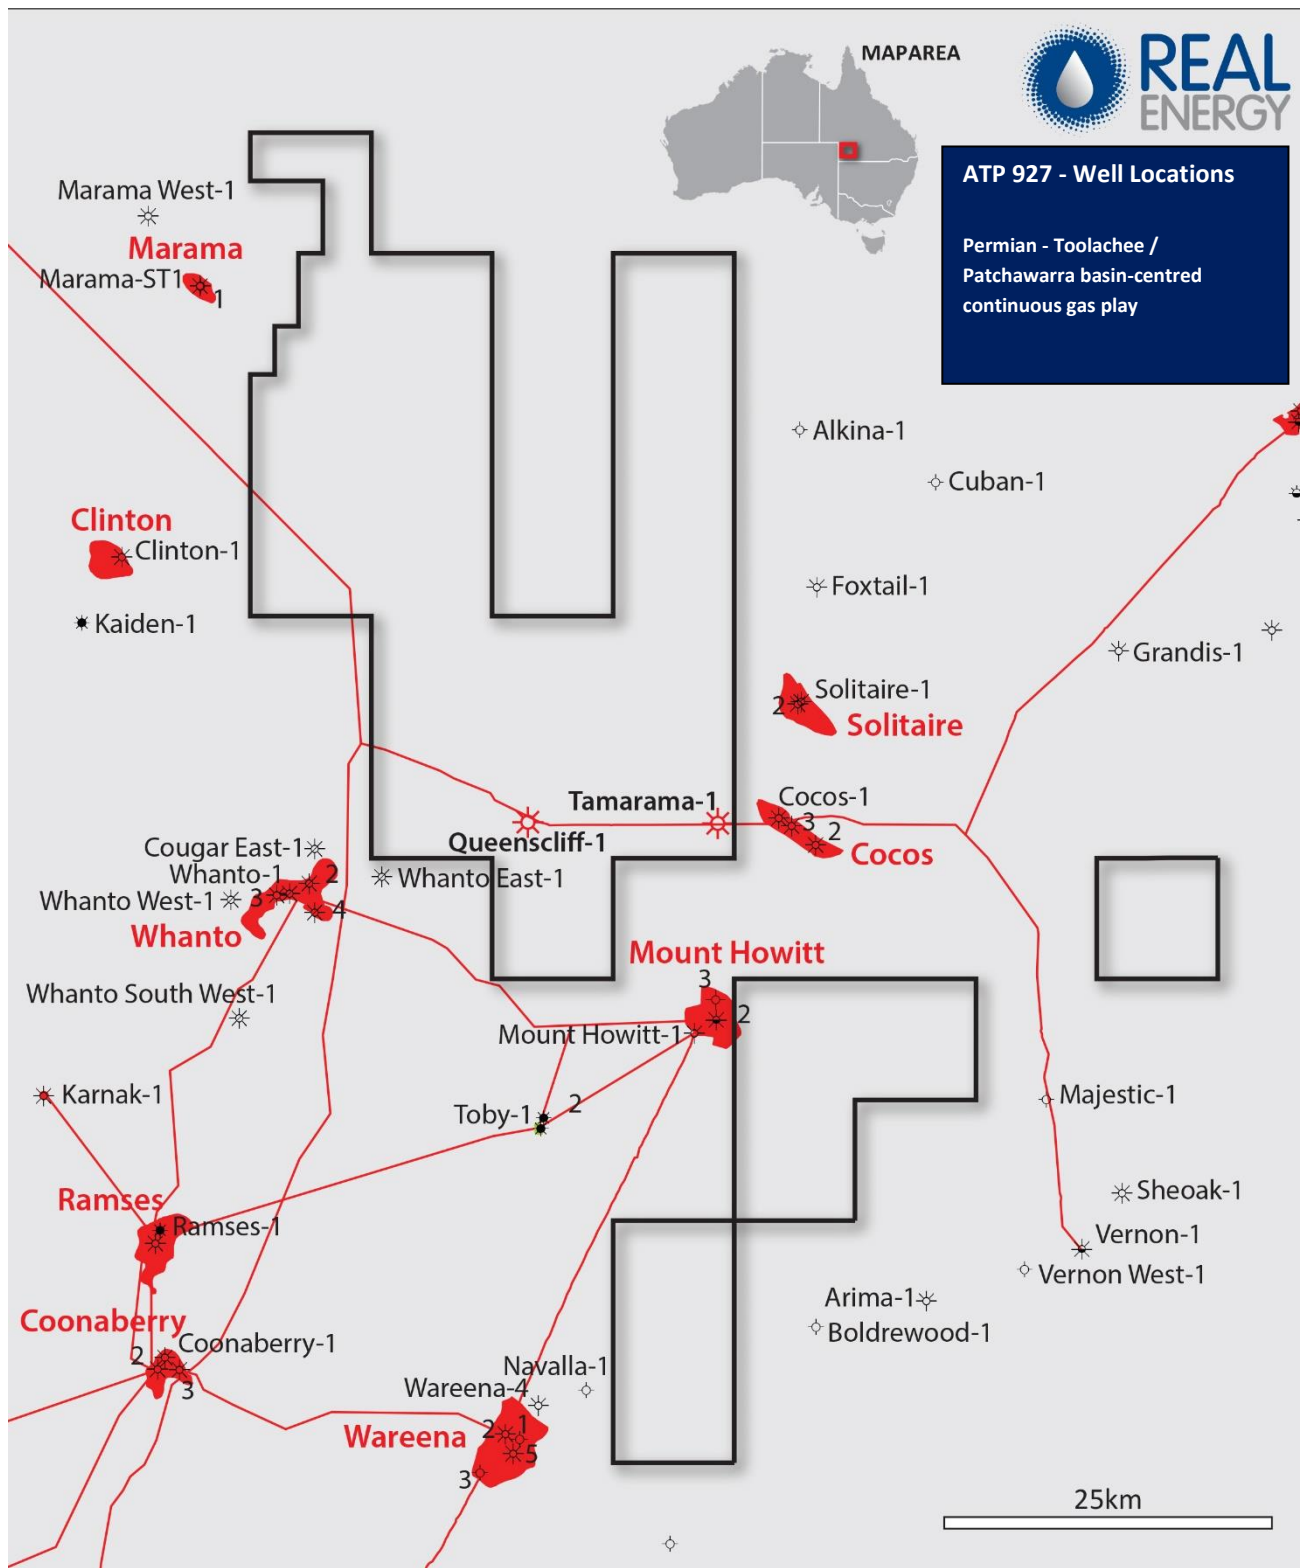 MAPAREA
REAL
ENERGY
ATP 927 - Well Locations
Permian - Toolachee /
Patchawarra basin-centred
continuous gas play
Marama West-1
Marama
Marama-ST1
1
Alkina-1
Cuban-1
Clinton
Clinton-1
Kaiden-1
Foxtail-1
Grandis-1
Solitaire-1
2
Solitaire
Tamarama-1
Cocos-1
3
2
Queenscliff-1
Cocos
Cougar East-1
Whanto-1
2
Whanto East-1
Whanto West-1
3
4
Whanto
Mount Howitt
3
Whanto South West-1
2
Mount Howitt-1
Karnak-1
Toby-1
2
Majestic-1
Ramses
Sheoak-1
Ramses-1
Vernon-1
Vernon West-1
Arima-1
Coonaberry
Boldrewood-1
Coonaberry-1
2
3
Navalla-1
Wareena-4
Wareena
2
1
5
3
25km